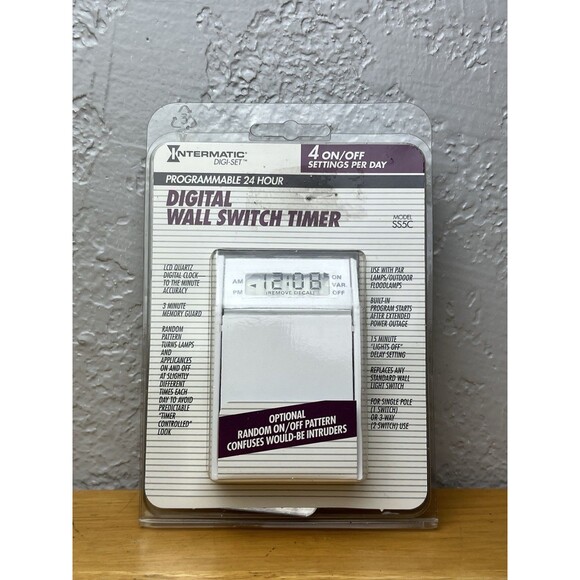 INTERMATIC®
DIGI-SET™
4 ON/OFF
SETTINGS PER DAY
PROGRAMMABLE 24 HOUR
DIGITAL
WALL SWITCH TIMER
MODEL
SS5C
LCD QUARTZ
DIGITAL CLOCK-
TO THE MINUTE
ACCURACY
3 MINUTE
MEMORY GUARD
RANDOM
PATTERN
TURNS LAMPS
AND
APPLICANCES
ON AND OFF
AT SLIGHTLY
DIFFERENT
TIMES EACH
DAY TO AVOID
PREDICTABLE
"TIMER
CONTROLLED"
LOOK
AM
PM
12:08
(REMOVE DECAL)
ON
VAR.
OFF
OPTIONAL
RANDOM ON/OFF PATTERN
CONFUSES WOULD-BE INTRUDERS
USE WITH PAR
LAMPS/OUTDOOR
FLOODLAMPS
BUILT-IN
PROGRAM STARTS
AFTER EXTENDED
POWER OUTAGE
15 MINUTE
"LIGHTS OFF"
DELAY SETTING
REPLACES ANY
STANDARD WALL
LIGHT SWITCH
FOR SINGLE POLE
(1 SWITCH)
OR 3-WAY
(2 SWITCH) USE